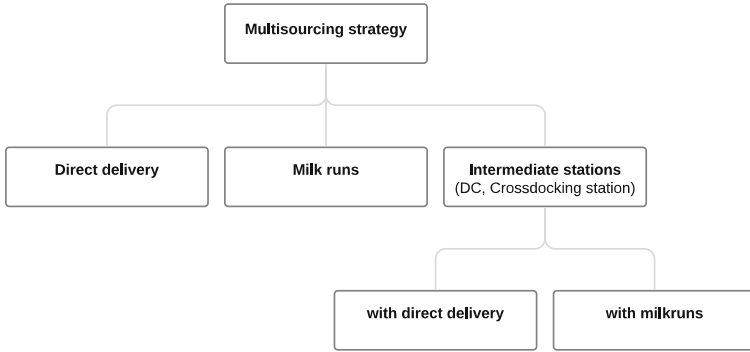 Multisourcing strategy
Direct delivery
Milk runs
Intermediate stations
(DC, Crossdocking station)
with direct delivery
with milkruns